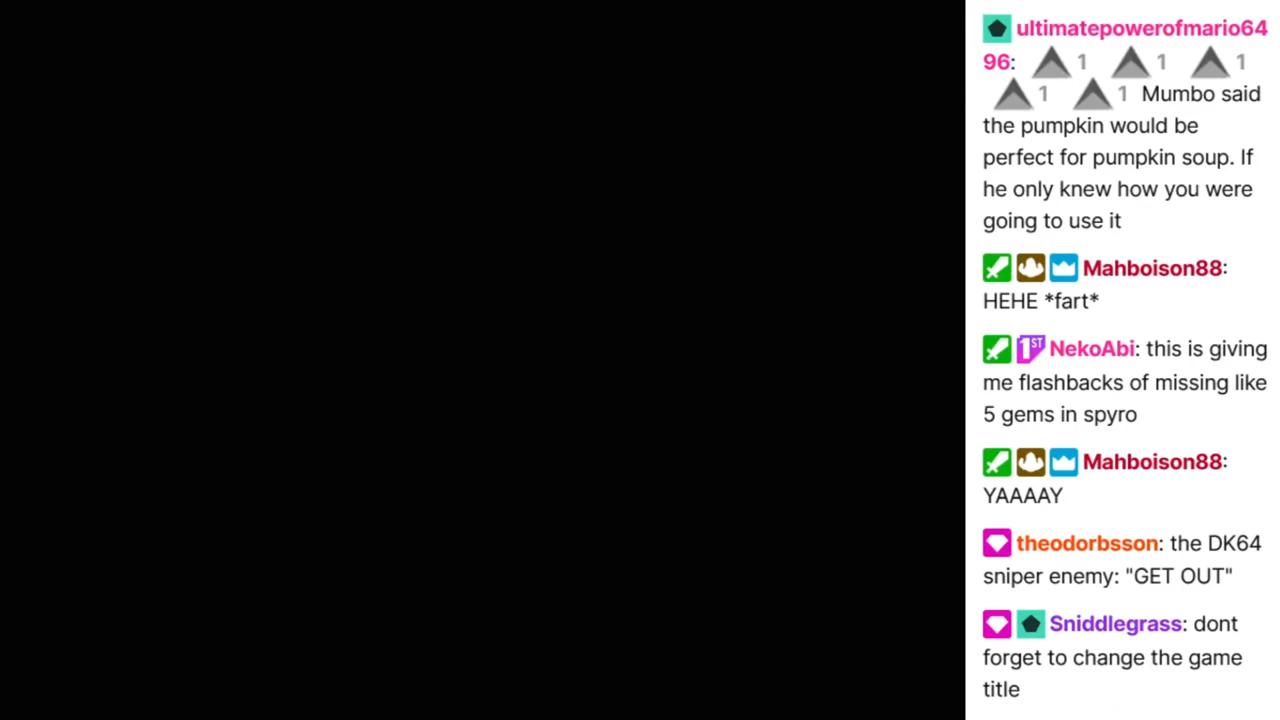 ultimatepowerofmario64
96: 1 1 1
1 1 Mumbo said
the pumpkin would be
perfect for pumpkin soup. If
he only knew how you were
going to use it
Mahboison88:
HEHE *fart*
1ST NekoAbi: this is giving
me flashbacks of missing like
5 gems in spyro
Mahboison88:
YAAAAY
theodorbsson: the DK64
sniper enemy: "GET OUT"
Sniddlegrass: dont
forget to change the game
title